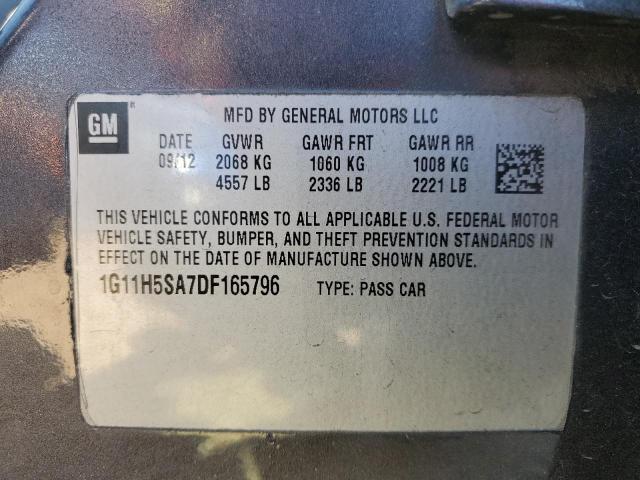 GM ® MFD BY GENERAL MOTORS LLC
DATE GVWR GAWR FRT GAWR RR
09/12 2068 KG 1060 KG 1008 KG
4557 LB 2336 LB 2221 LB
THIS VEHICLE CONFORMS TO ALL APPLICABLE U.S. FEDERAL MOTOR
VEHICLE SAFETY, BUMPER, AND THEFT PREVENTION STANDARDS IN
EFFECT ON THE DATE OF MANUFACTURE SHOWN ABOVE.
1G11H5SA7DF165796 TYPE: PASS CAR